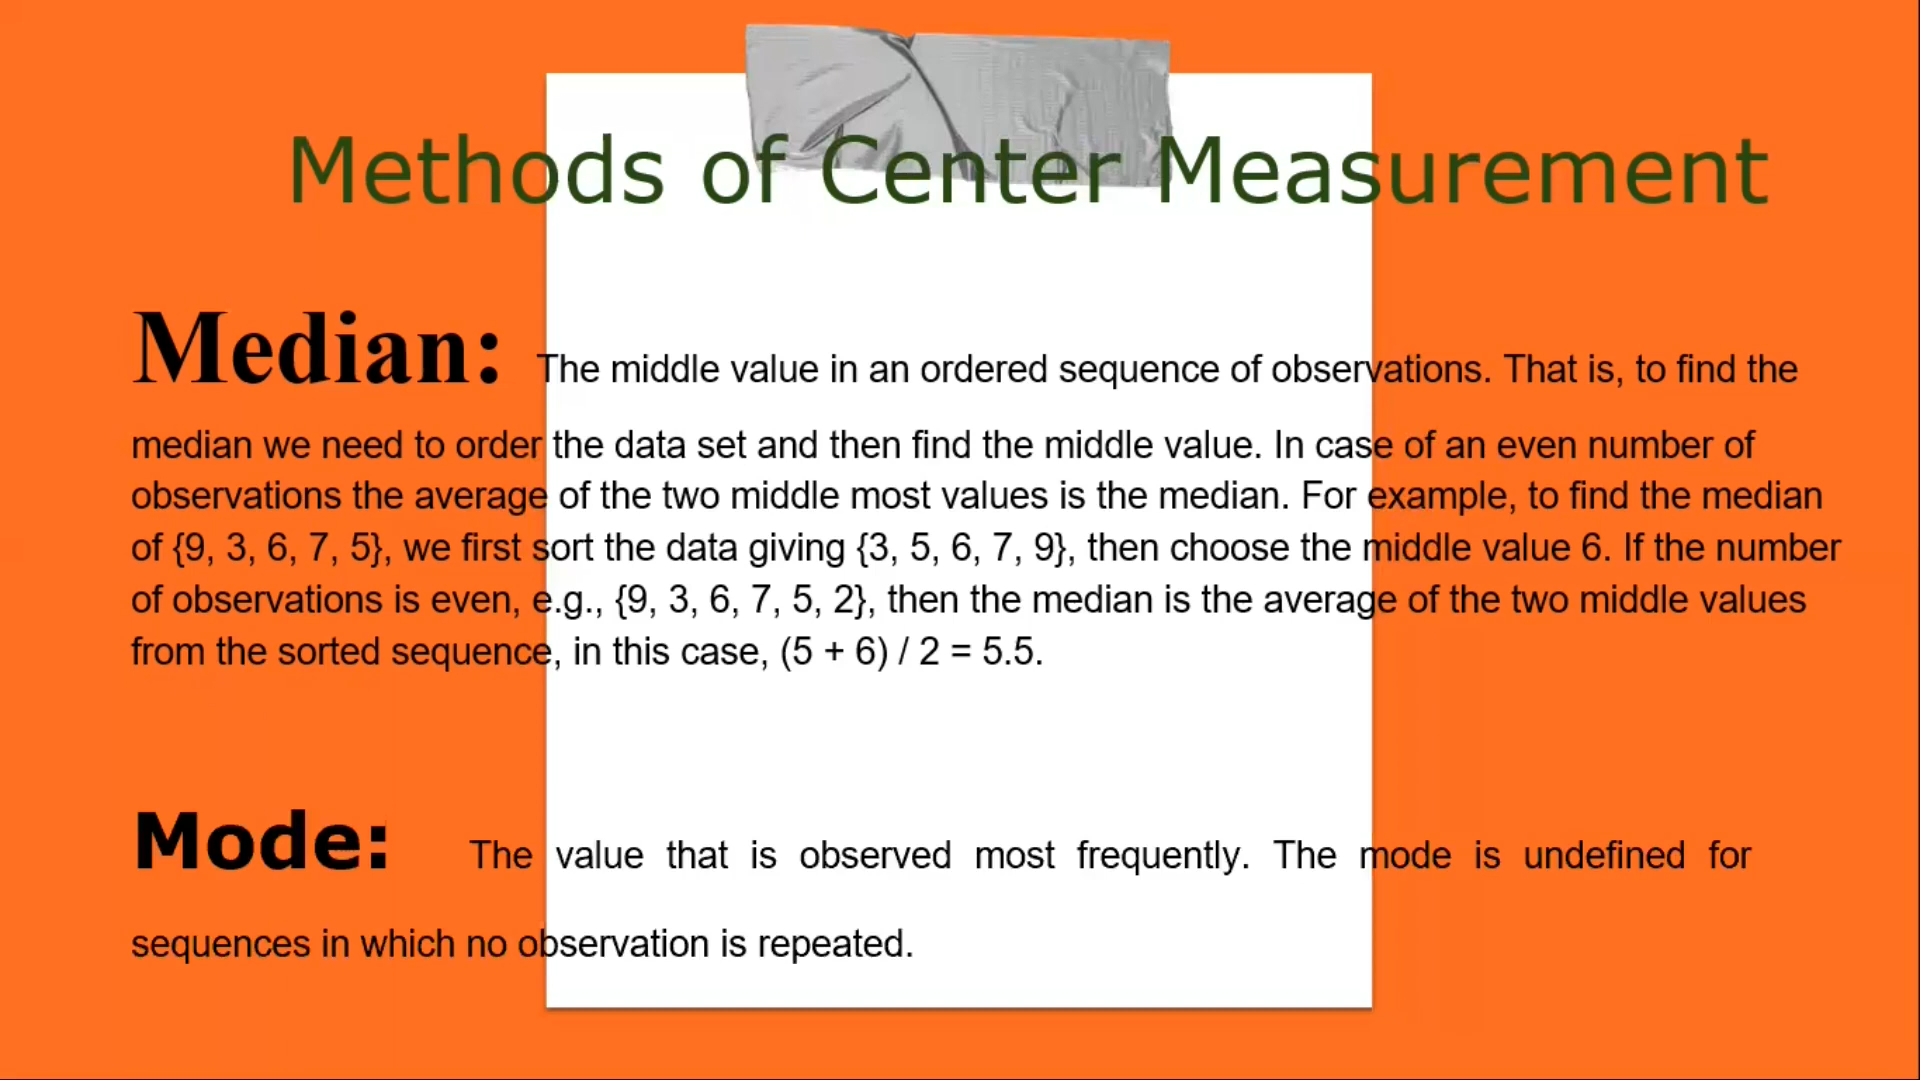 Methods of Center Measurement
Median: The middle value in an ordered sequence of observations. That is, to find the
median we need to order the data set and then find the middle value. In case of an even number of
observations the average of the two middle most values is the median. For example, to find the median
of {9, 3, 6, 7, 5}, we first sort the data giving {3, 5, 6, 7, 9}, then choose the middle value 6. If the number
of observations is even, e.g., {9, 3, 6, 7, 5, 2}, then the median is the average of the two middle values
from the sorted sequence, in this case, (5 + 6) / 2 = 5.5.
Mode: The value that is observed most frequently. The mode is undefined for
sequences in which no observation is repeated.